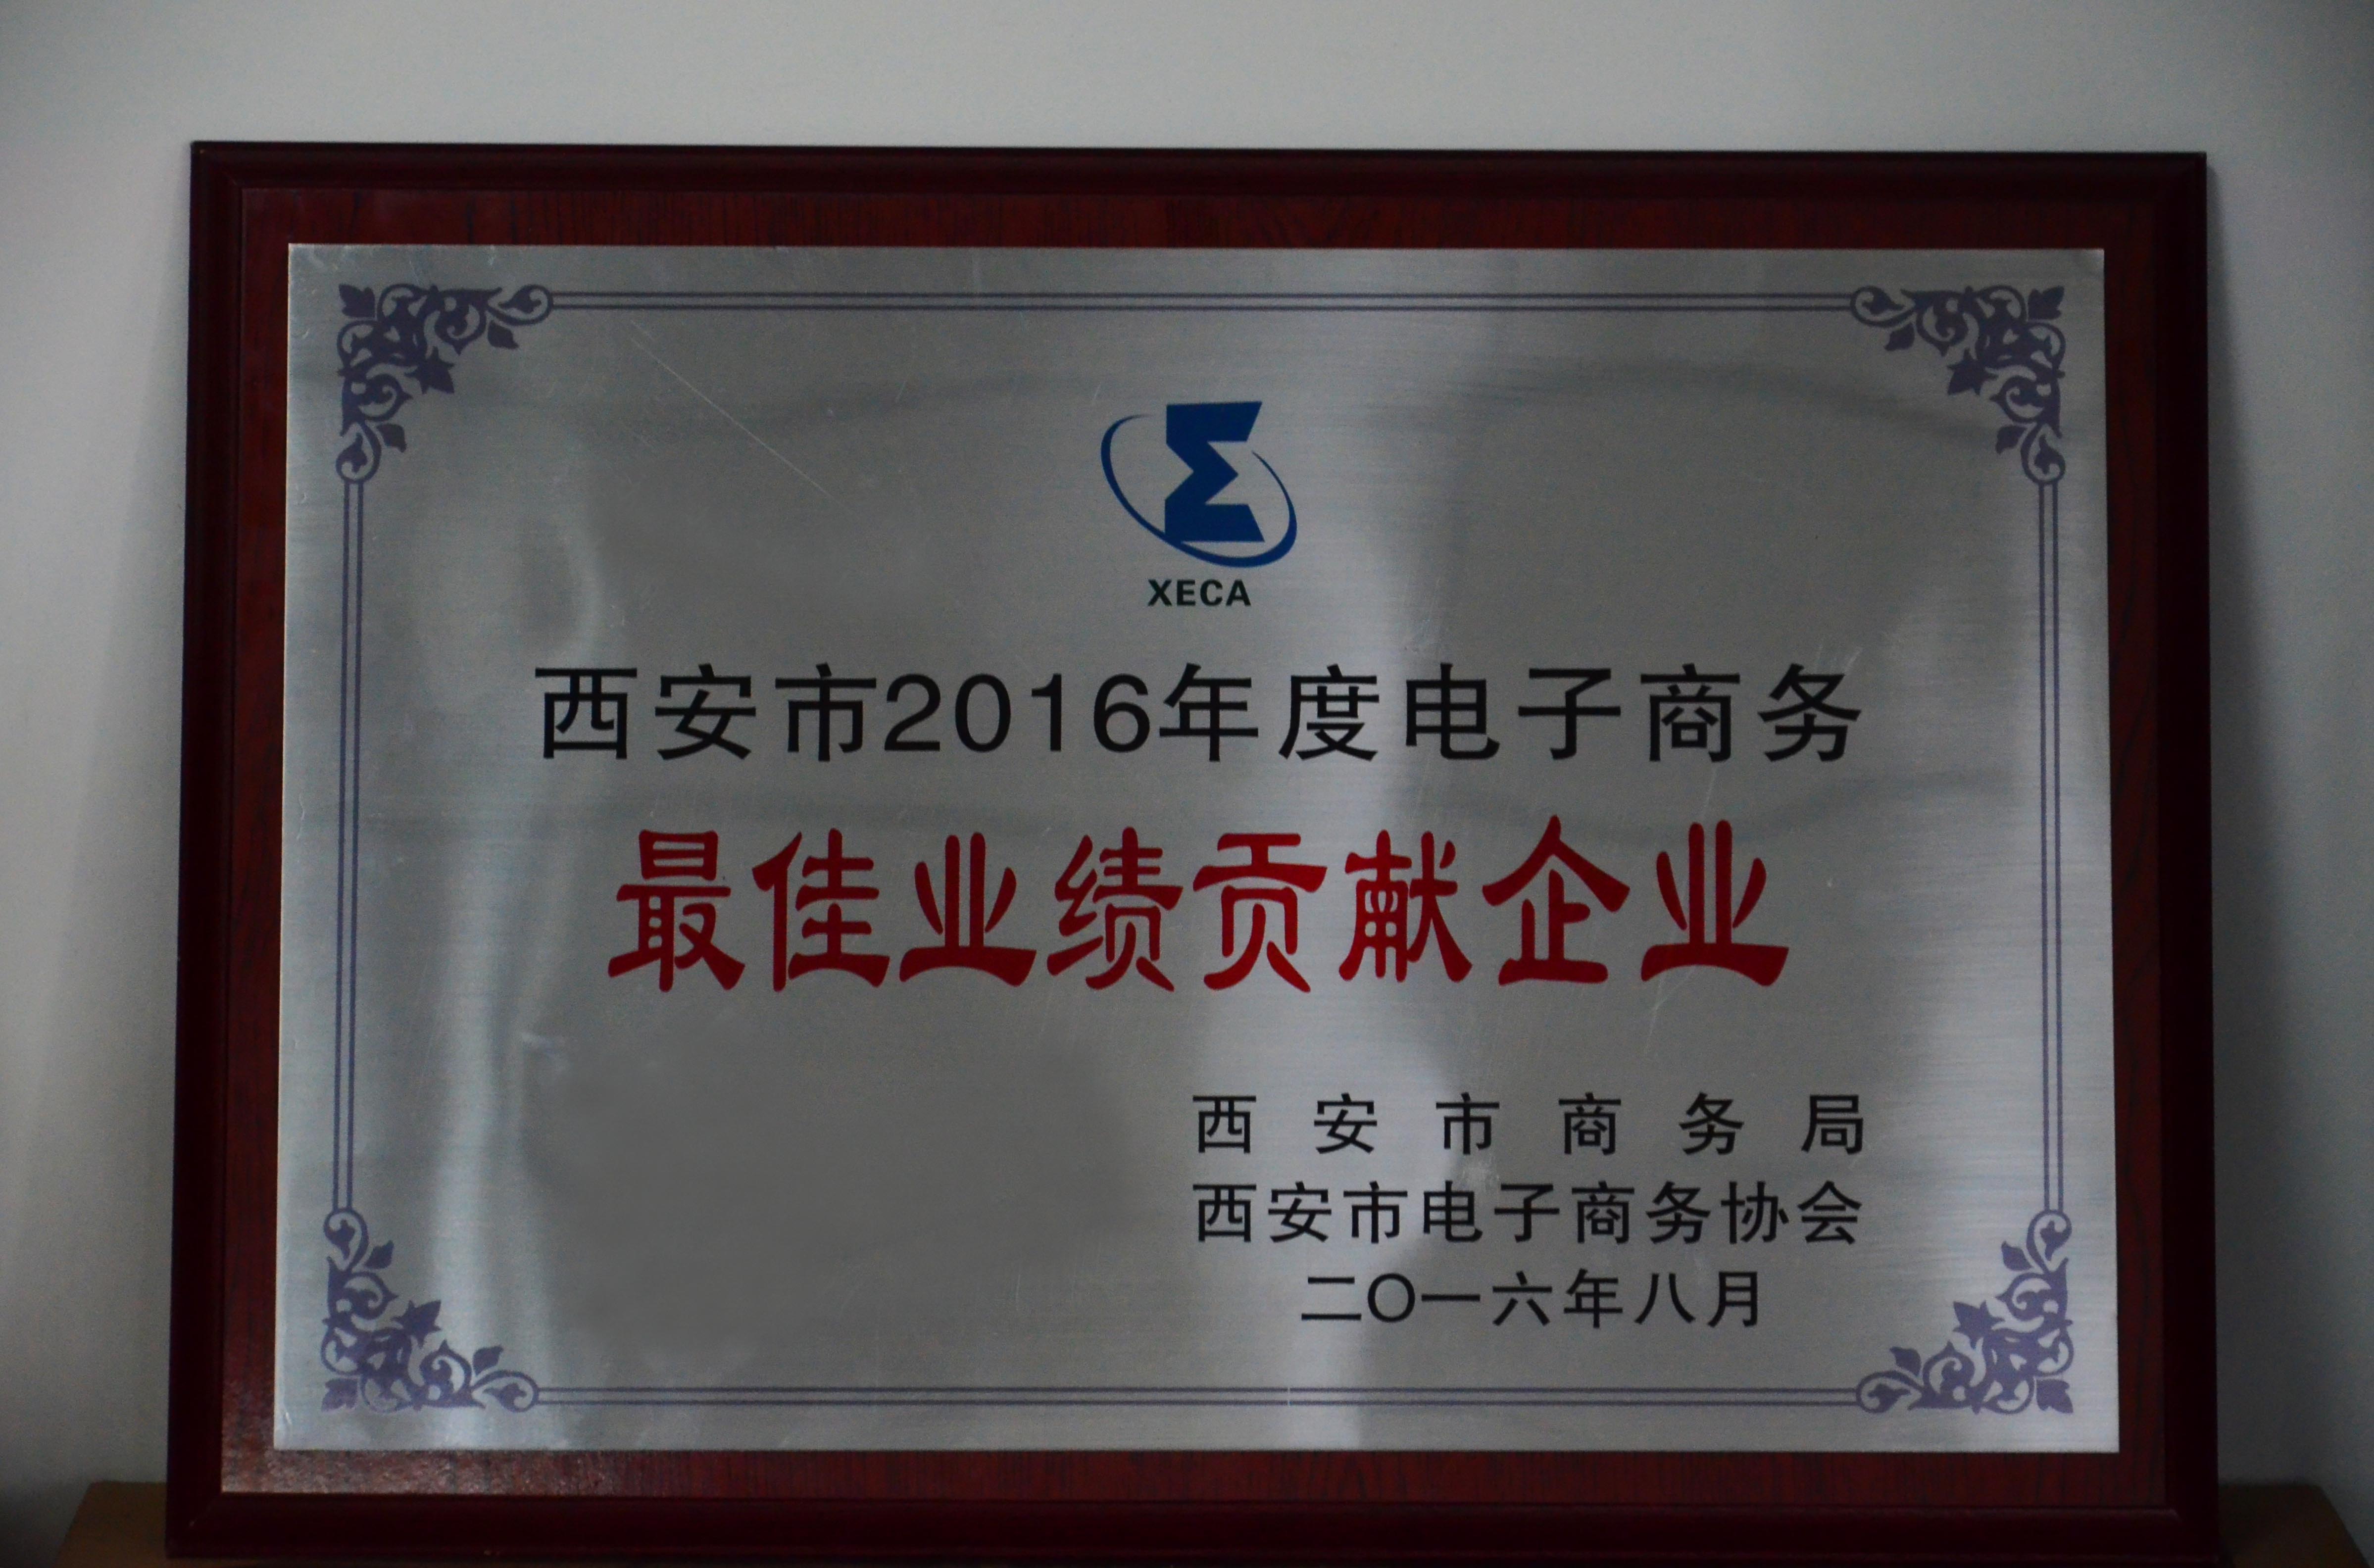 XECA
西安市2016年度电子商务
最佳业绩贡献企业
西安市商务局
西安市电子商务协会
二〇一六年八月